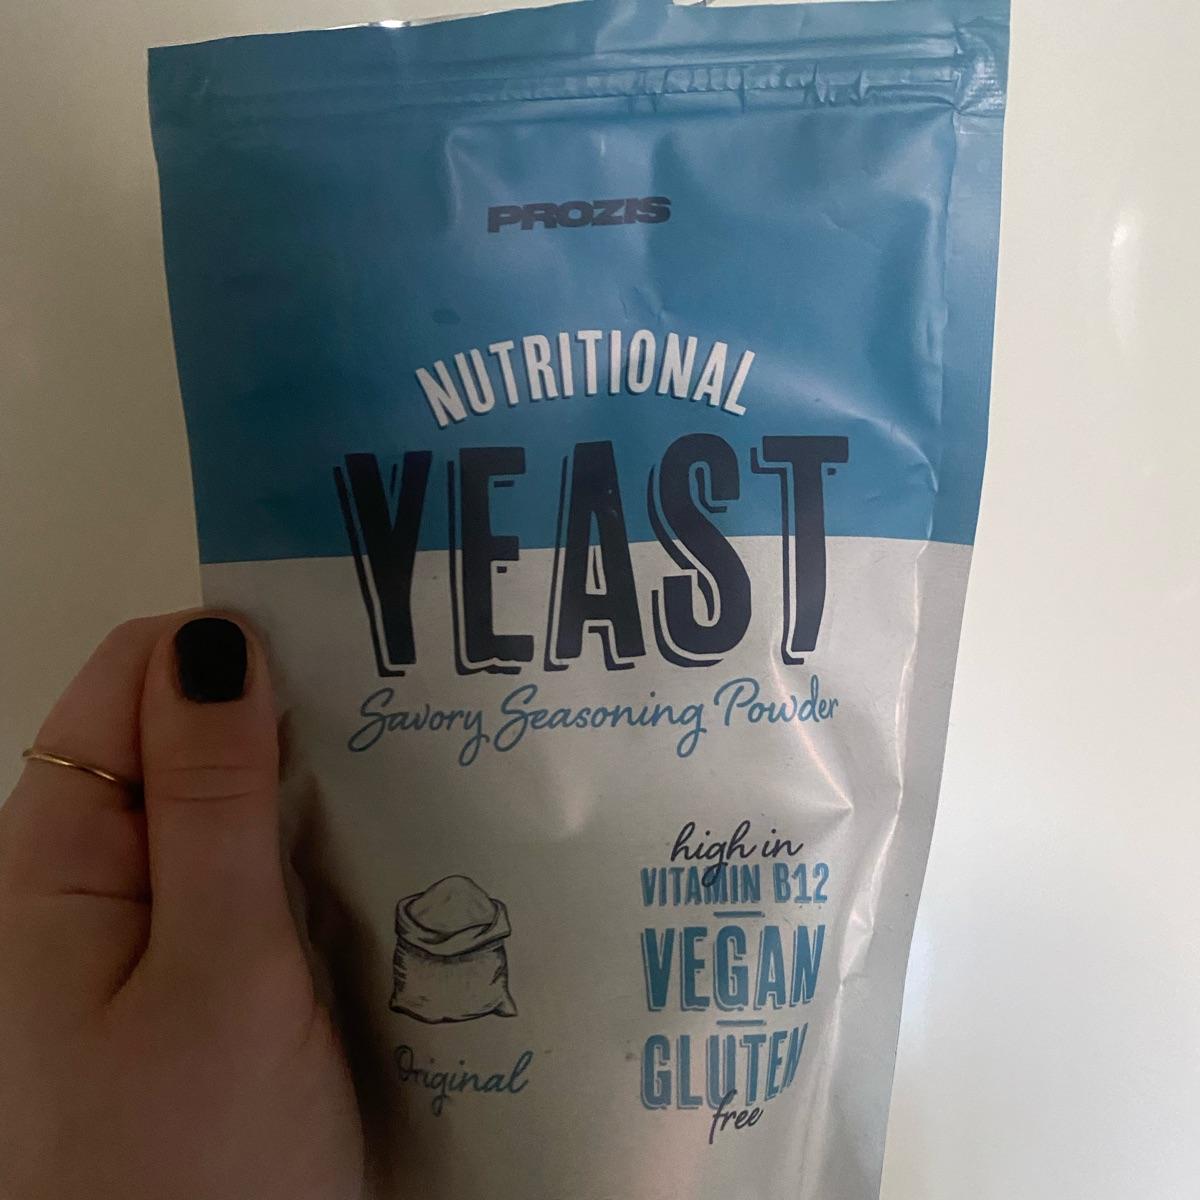 PROZIS
NUTRITIONAL
YEAST
Savory Seasoning Powder
high in
VITAMIN B12
VEGAN
GLUTEN
free
Original